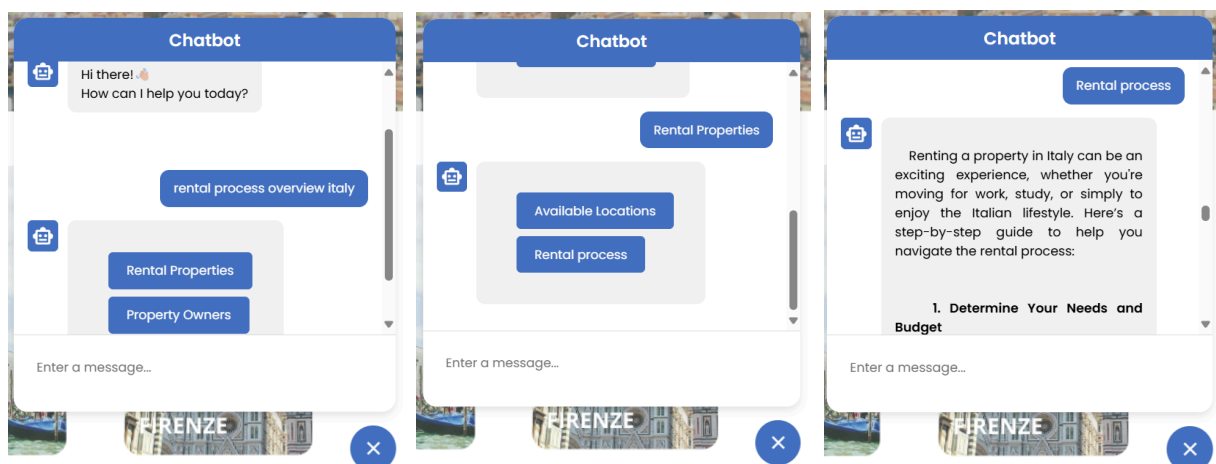 Chatbot
Hi there!👋🏼
How can I help you today?
rental process overview italy
Rental Properties
Property Owners
Enter a message...
FIRENZE
Chatbot
Rental Properties
Available Locations
Rental process
Enter a message...
FIRENZE
Chatbot
Rental process
Renting a property in Italy can be an
exciting experience, whether you're
moving for work, study, or simply to
enjoy the Italian lifestyle. Here's a
step-by-step guide to help you
navigate the rental process:
1. Determine Your Needs and
Budget
Enter a message...
FIRENZE